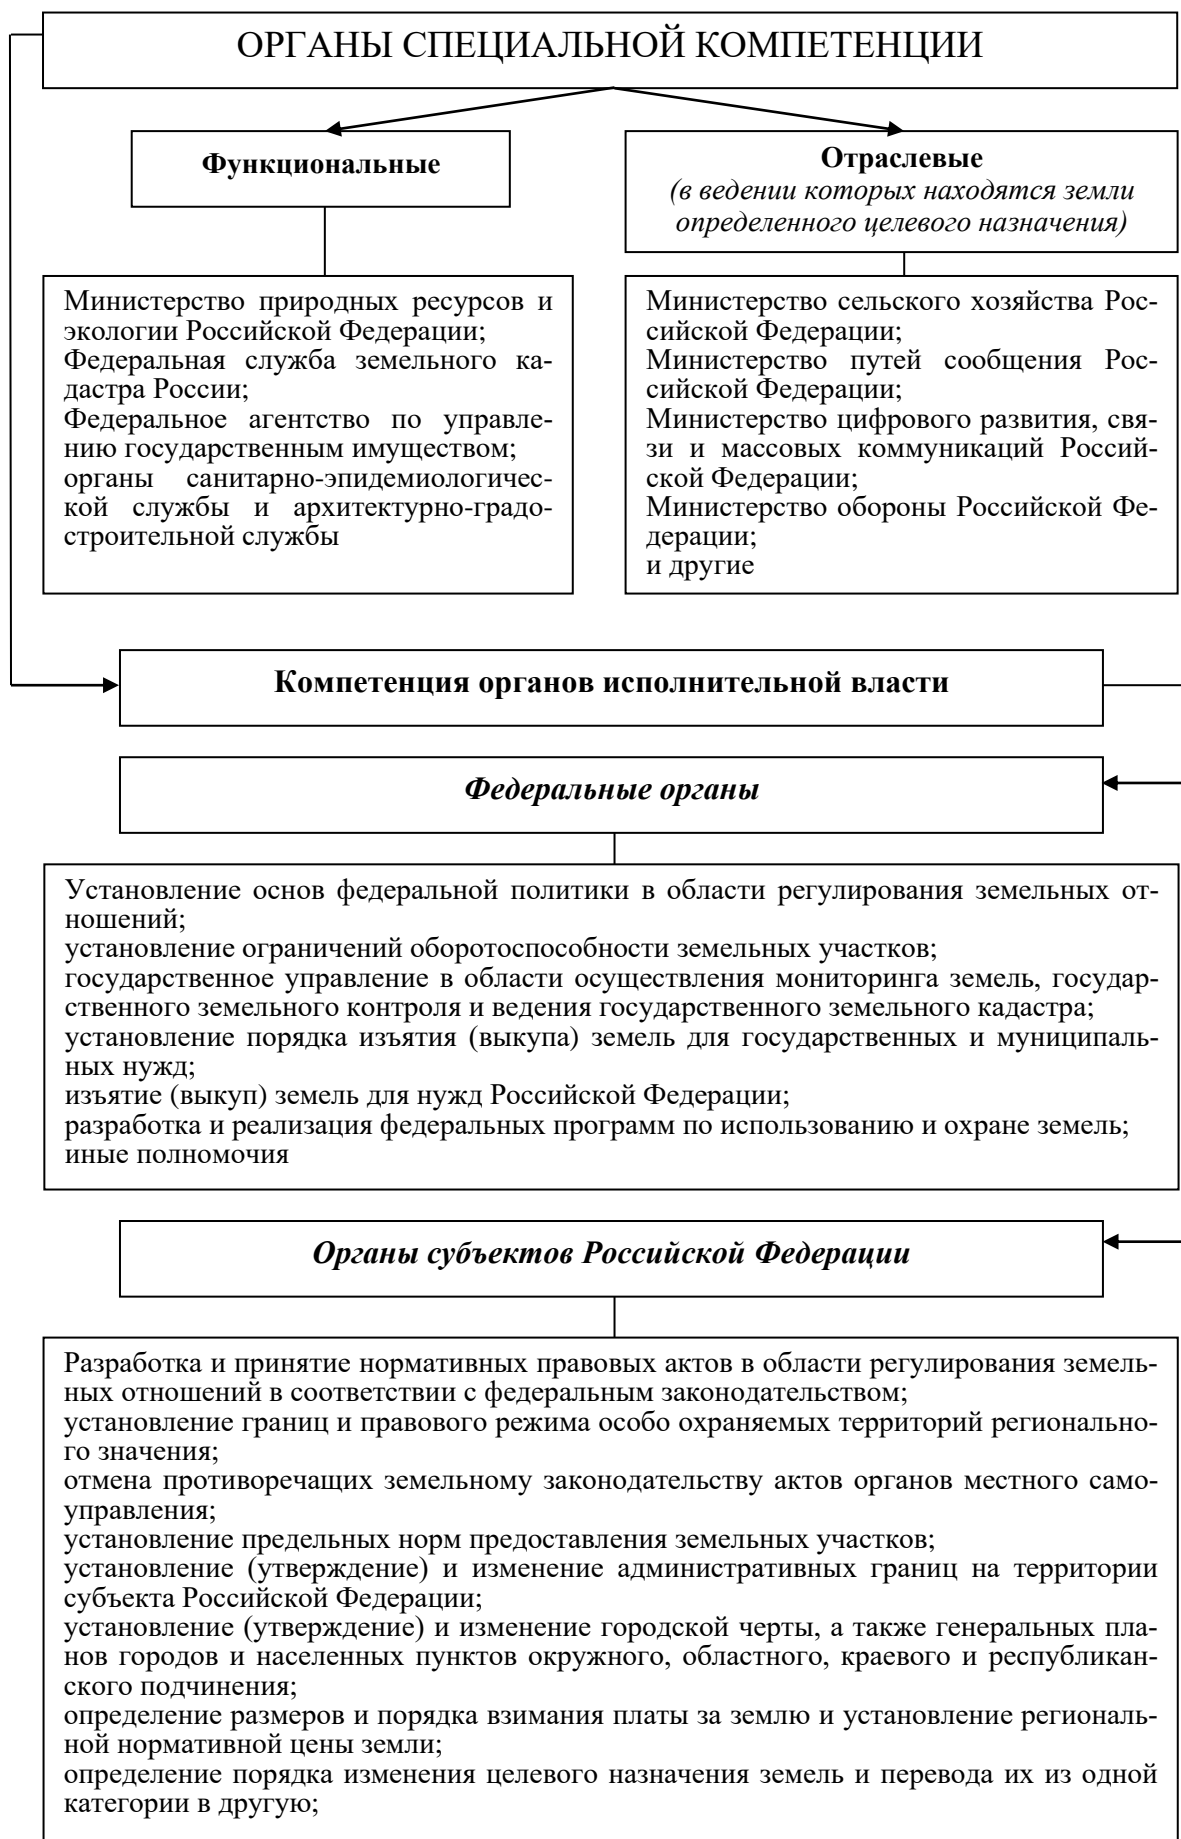 ОРГАНЫ СПЕЦИАЛЬНОЙ КОМПЕТЕНЦИИ
Функциональные
Отраслевые
(в ведении которых находятся земли
определенного целевого назначения)
Министерство природных ресурсов и
экологии Российской Федерации;
Федеральная служба земельного ка-
дастра России;
Федеральное агентство по управле-
нию государственным имуществом;
органы санитарно-эпидемиологичес-
кой службы и архитектурно-градо-
строительной службы
Министерство сельского хозяйства Рос-
сийской Федерации;
Министерство путей сообщения Рос-
сийской Федерации;
Министерство цифрового развития, свя-
зи и массовых коммуникаций Россий-
ской Федерации;
Министерство обороны Российской Фе-
дерации;
и другие
Компетенция органов исполнительной власти
Федеральные органы
Установление основ федеральной политики в области регулирования земельных от-
ношений;
установление ограничений оборотоспособности земельных участков;
государственное управление в области осуществления мониторинга земель, государ-
ственного земельного контроля и ведения государственного земельного кадастра;
установление порядка изъятия (выкупа) земель для государственных и муниципаль-
ных нужд;
изъятие (выкуп) земель для нужд Российской Федерации;
разработка и реализация федеральных программ по использованию и охране земель;
иные полномочия
Органы субъектов Российской Федерации
Разработка и принятие нормативных правовых актов в области регулирования земель-
ных отношений в соответствии с федеральным законодательством;
установление границ и правового режима особо охраняемых территорий регионально-
го значения;
отмена противоречащих земельному законодательству актов органов местного само-
управления;
установление предельных норм предоставления земельных участков;
установление (утверждение) и изменение административных границ на территории
субъекта Российской Федерации;
установление (утверждение) и изменение городской черты, а также генеральных пла-
нов городов и населенных пунктов окружного, областного, краевого и республикан-
ского подчинения;
определение размеров и порядка взимания платы за землю и установление региональ-
ной нормативной цены земли;
определение порядка изменения целевого назначения земель и перевода их из одной
категории в другую;